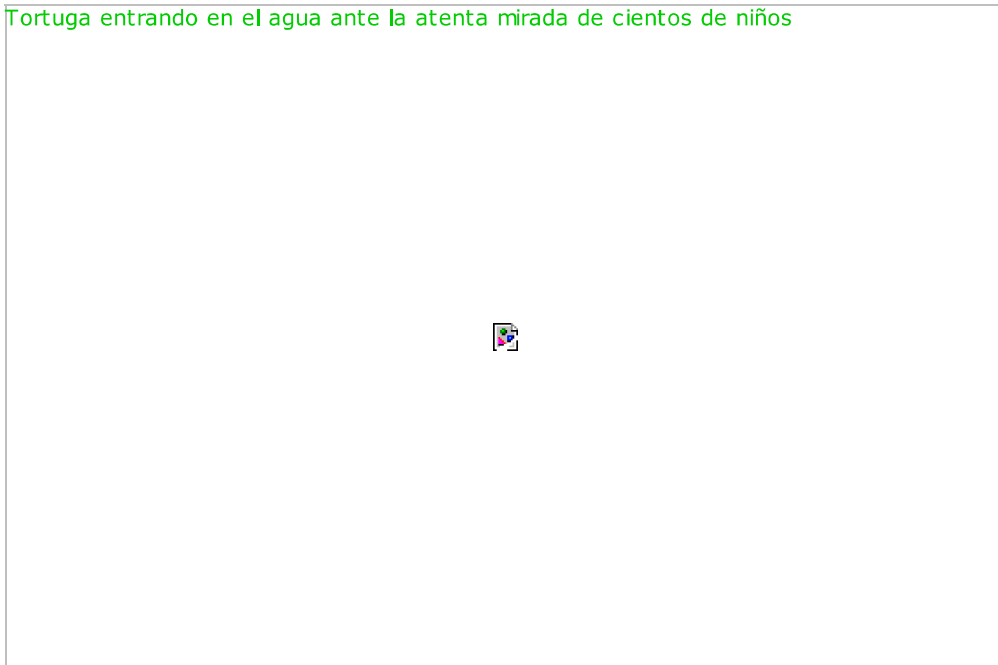 Tortuga entrando en el agua ante la atenta mirada de cientos de niños